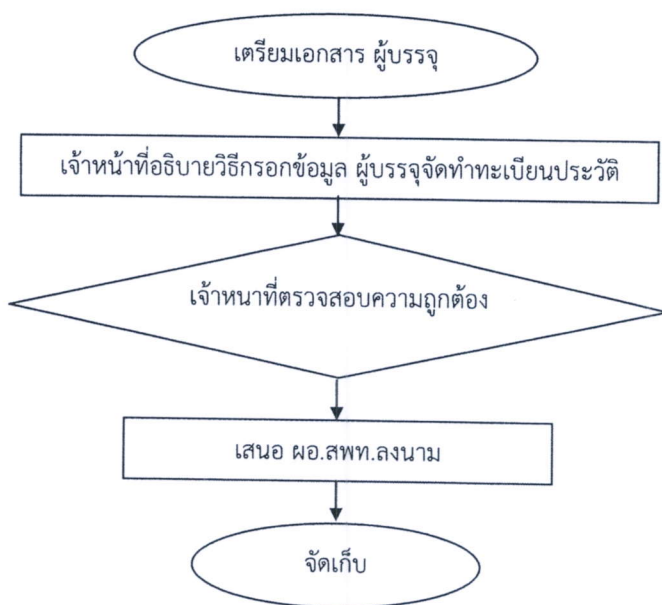 เตรียมเอกสาร ผู้บรรจุ
เจ้าหน้าที่อธิบายวิธีกรอกข้อมูล ผู้บรรจุจัดทำทะเบียนประวัติ
เจ้าหนาที่ตรวจสอบความถูกต้อง
เสนอ ผอ.สพท.ลงนาม
จัดเก็บ